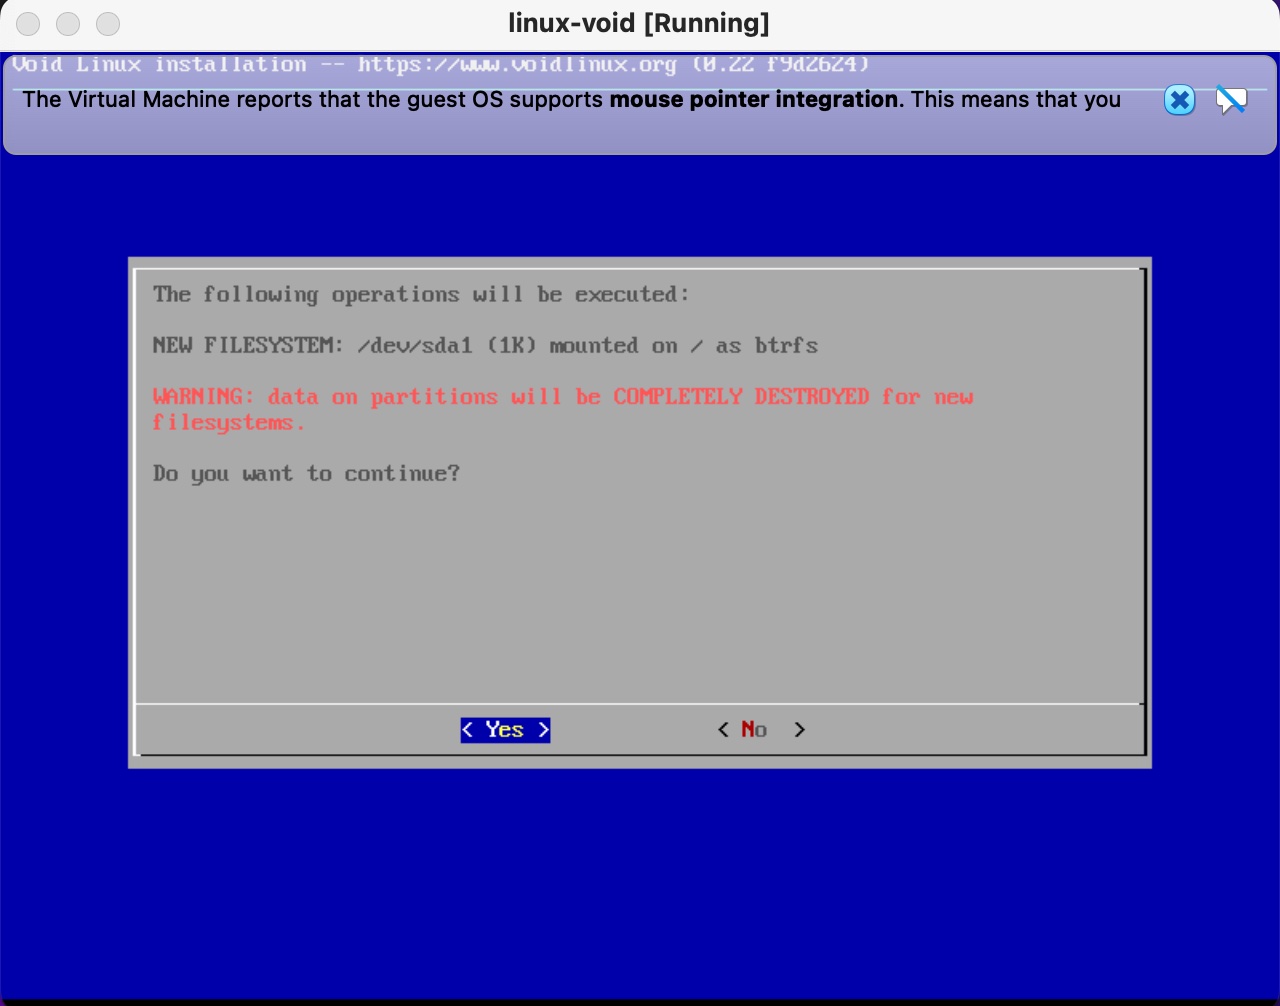 linux-void [Running]
Void Linux installation -- https://www.voidlinux.org (0.22 f9d2624)
The Virtual Machine reports that the guest OS supports mouse pointer integration. This means that you
The following operations will be executed:
NEW FILESYSTEM: /dev/sda1 (1K) mounted on / as btrfs
WARNING: data on partitions will be COMPLETELY DESTROYED for new
filesystems.
Do you want to continue?
< Yes > < No >